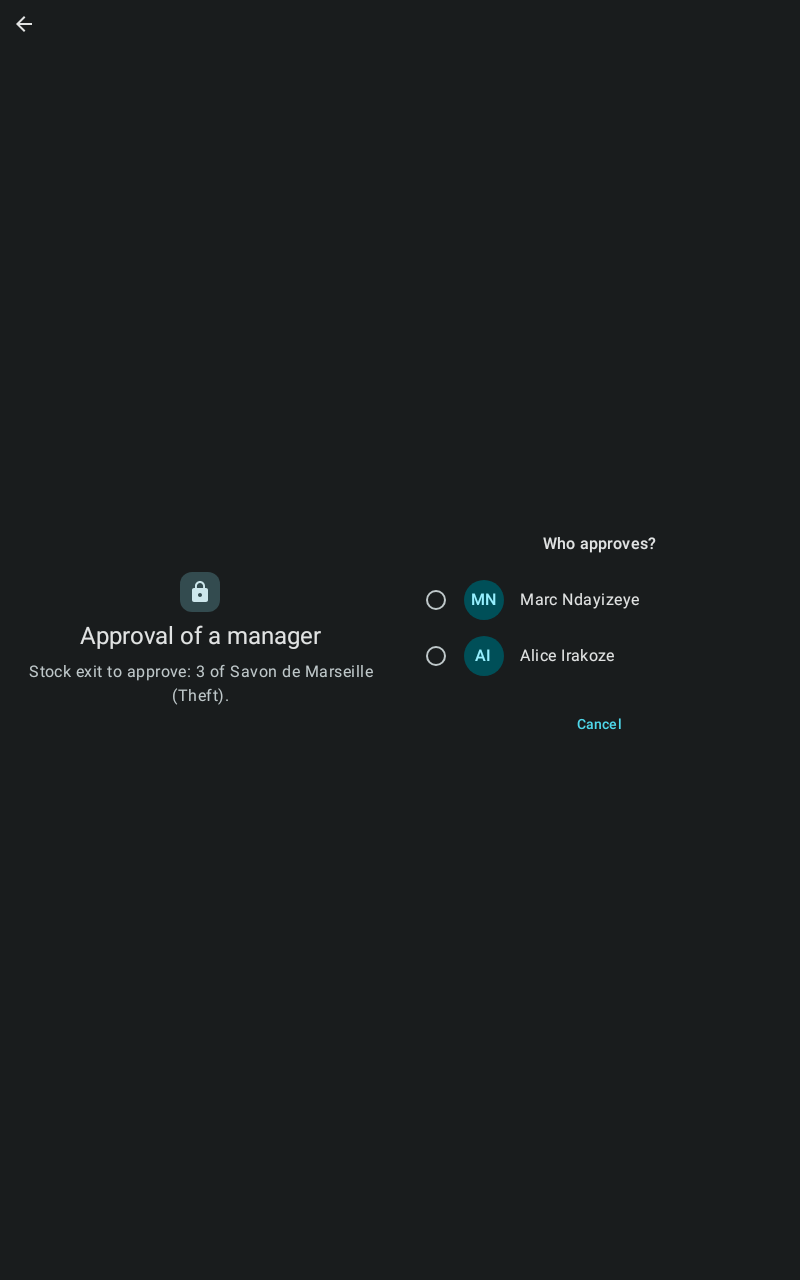 Approval of a manager
Stock exit to approve: 3 of Savon de Marseille
(Theft).
Who approves?
MN Marc Ndayizeye
AI Alice Irakoze
Cancel